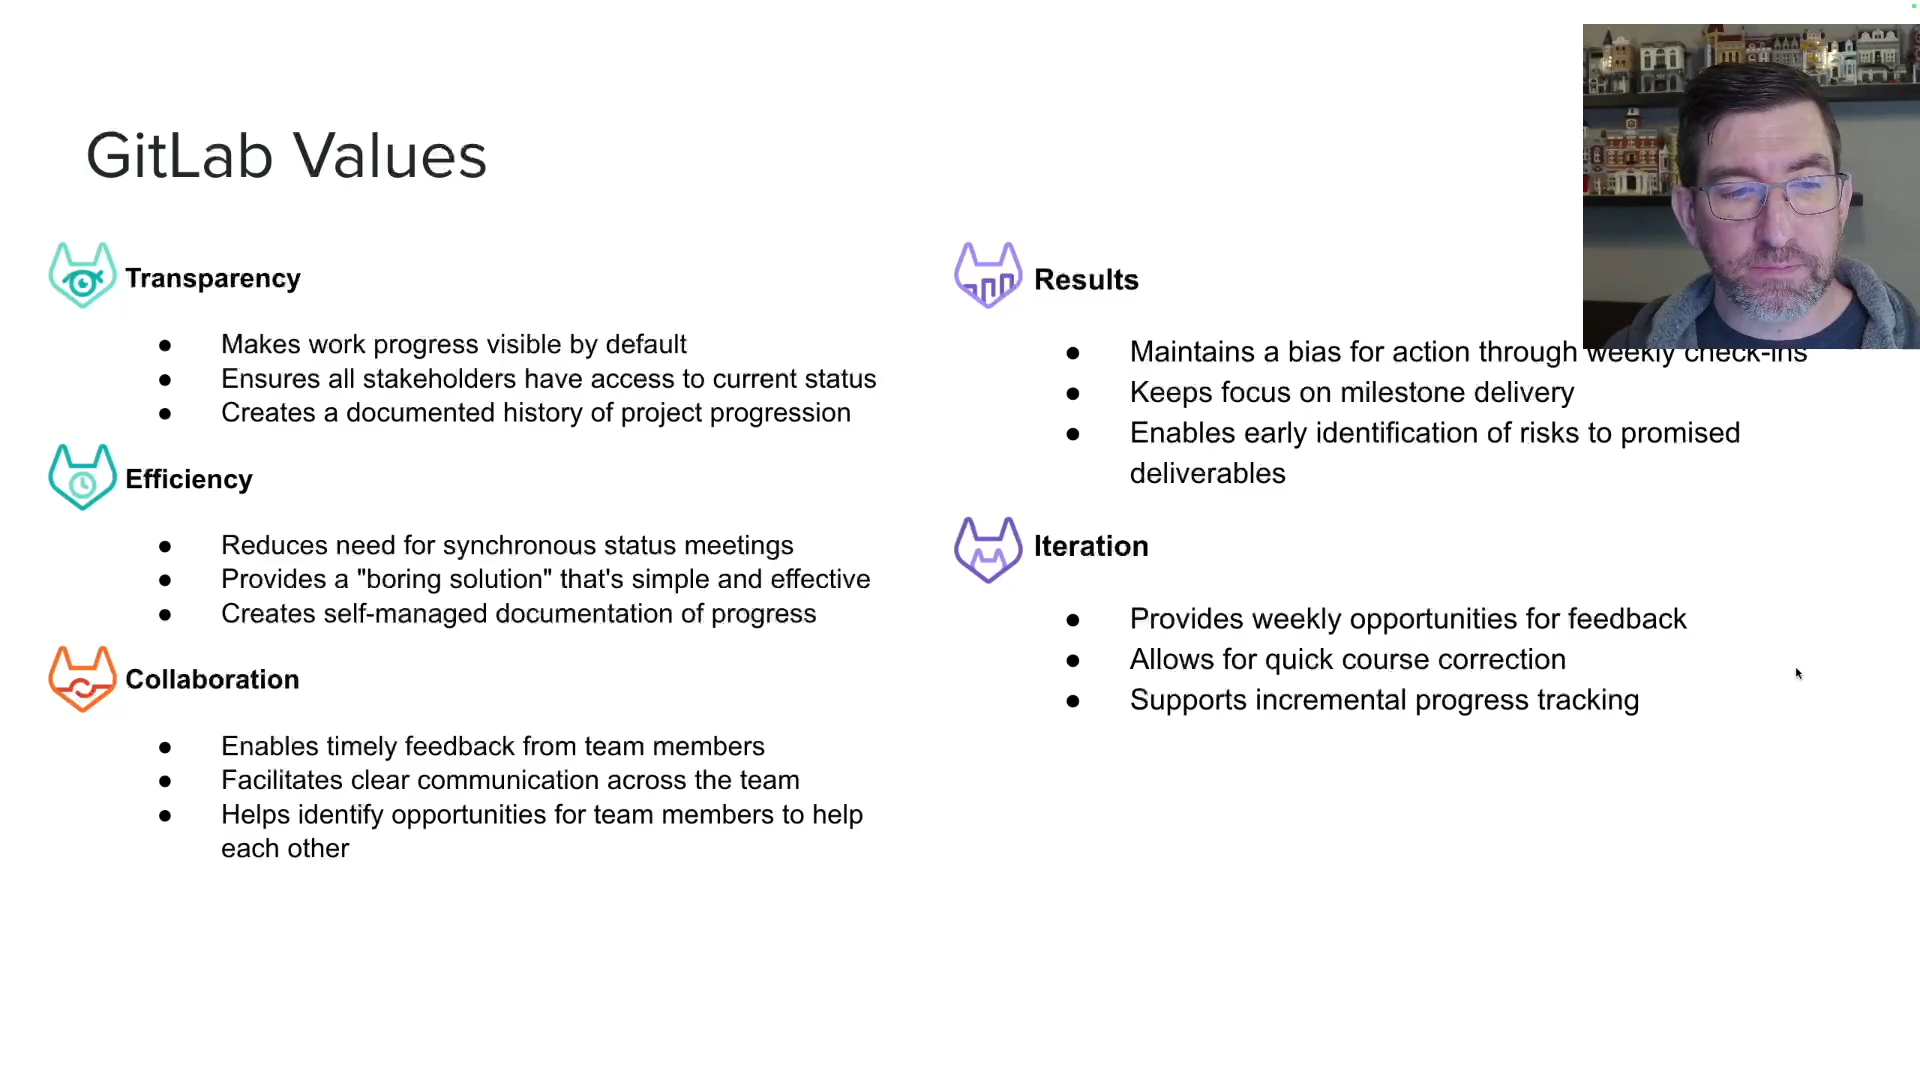 GitLab Values
Transparency
● Makes work progress visible by default
● Ensures all stakeholders have access to current status
● Creates a documented history of project progression
Efficiency
● Reduces need for synchronous status meetings
● Provides a "boring solution" that's simple and effective
● Creates self-managed documentation of progress
Collaboration
● Enables timely feedback from team members
● Facilitates clear communication across the team
● Helps identify opportunities for team members to help
each other
Results
● Maintains a bias for action through weekly check-ins
● Keeps focus on milestone delivery
● Enables early identification of risks to promised
deliverables
Iteration
● Provides weekly opportunities for feedback
● Allows for quick course correction
● Supports incremental progress tracking